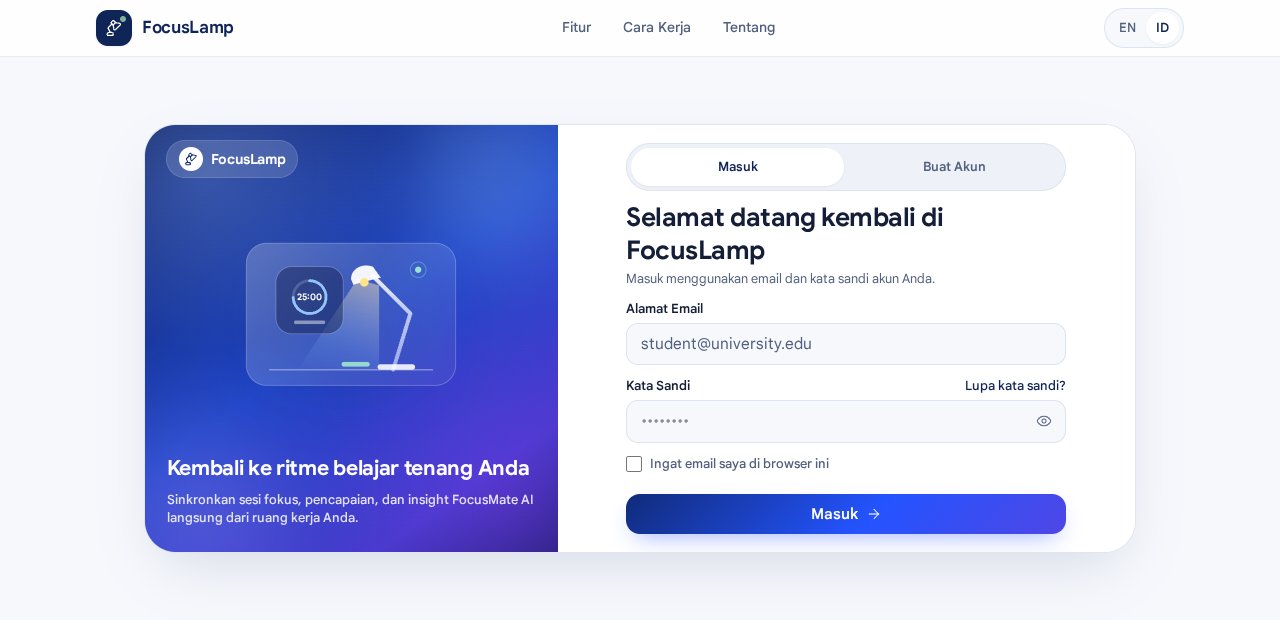 FocusLamp
Fitur
Cara Kerja
Tentang
EN
ID
FocusLamp
25:00
Kembali ke ritme belajar tenang Anda
Sinkronkan sesi fokus, pencapaian, dan insight FocusMate AI
langsung dari ruang kerja Anda.
Masuk
Buat Akun
Selamat datang kembali di
FocusLamp
Masuk menggunakan email dan kata sandi akun Anda.
Alamat Email
student@university.edu
Kata Sandi
Lupa kata sandi?
••••••••
Ingat email saya di browser ini
Masuk →